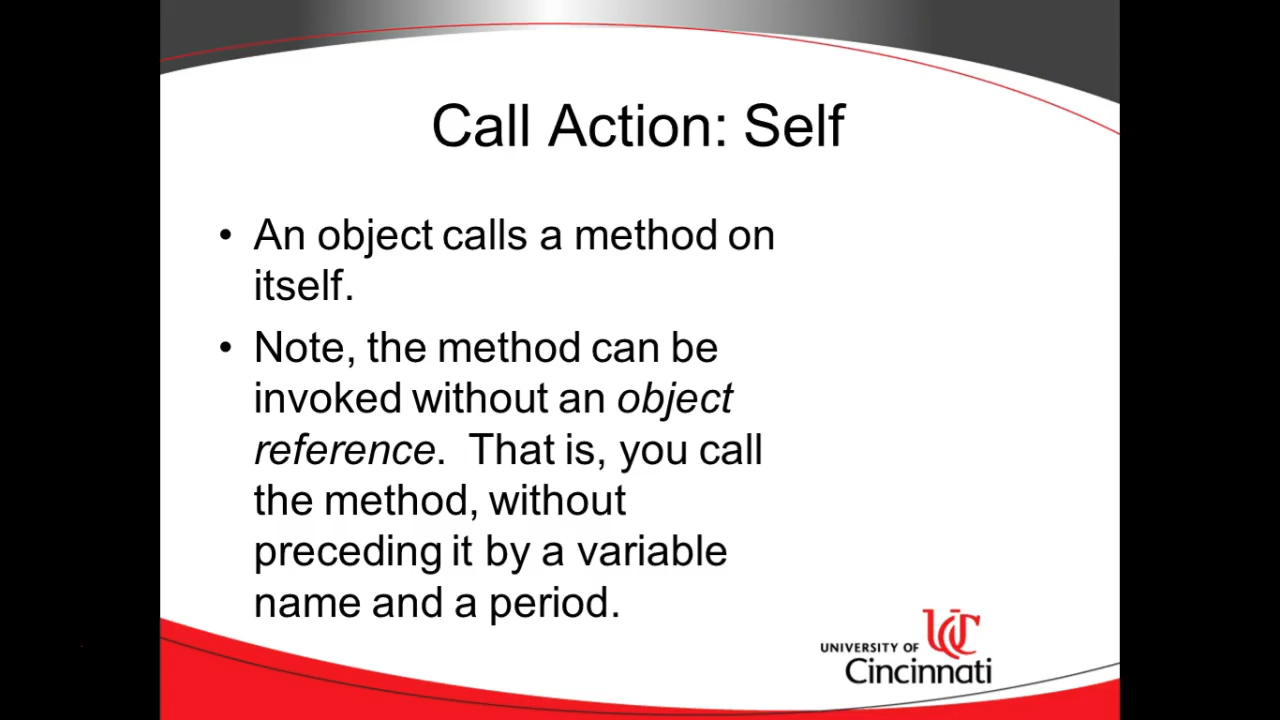 Call Action: Self
• An object calls a method on
itself.
• Note, the method can be
invoked without an object
reference.  That is, you call
the method, without
preceding it by a variable
name and a period.
UC
UNIVERSITY OF
Cincinnati